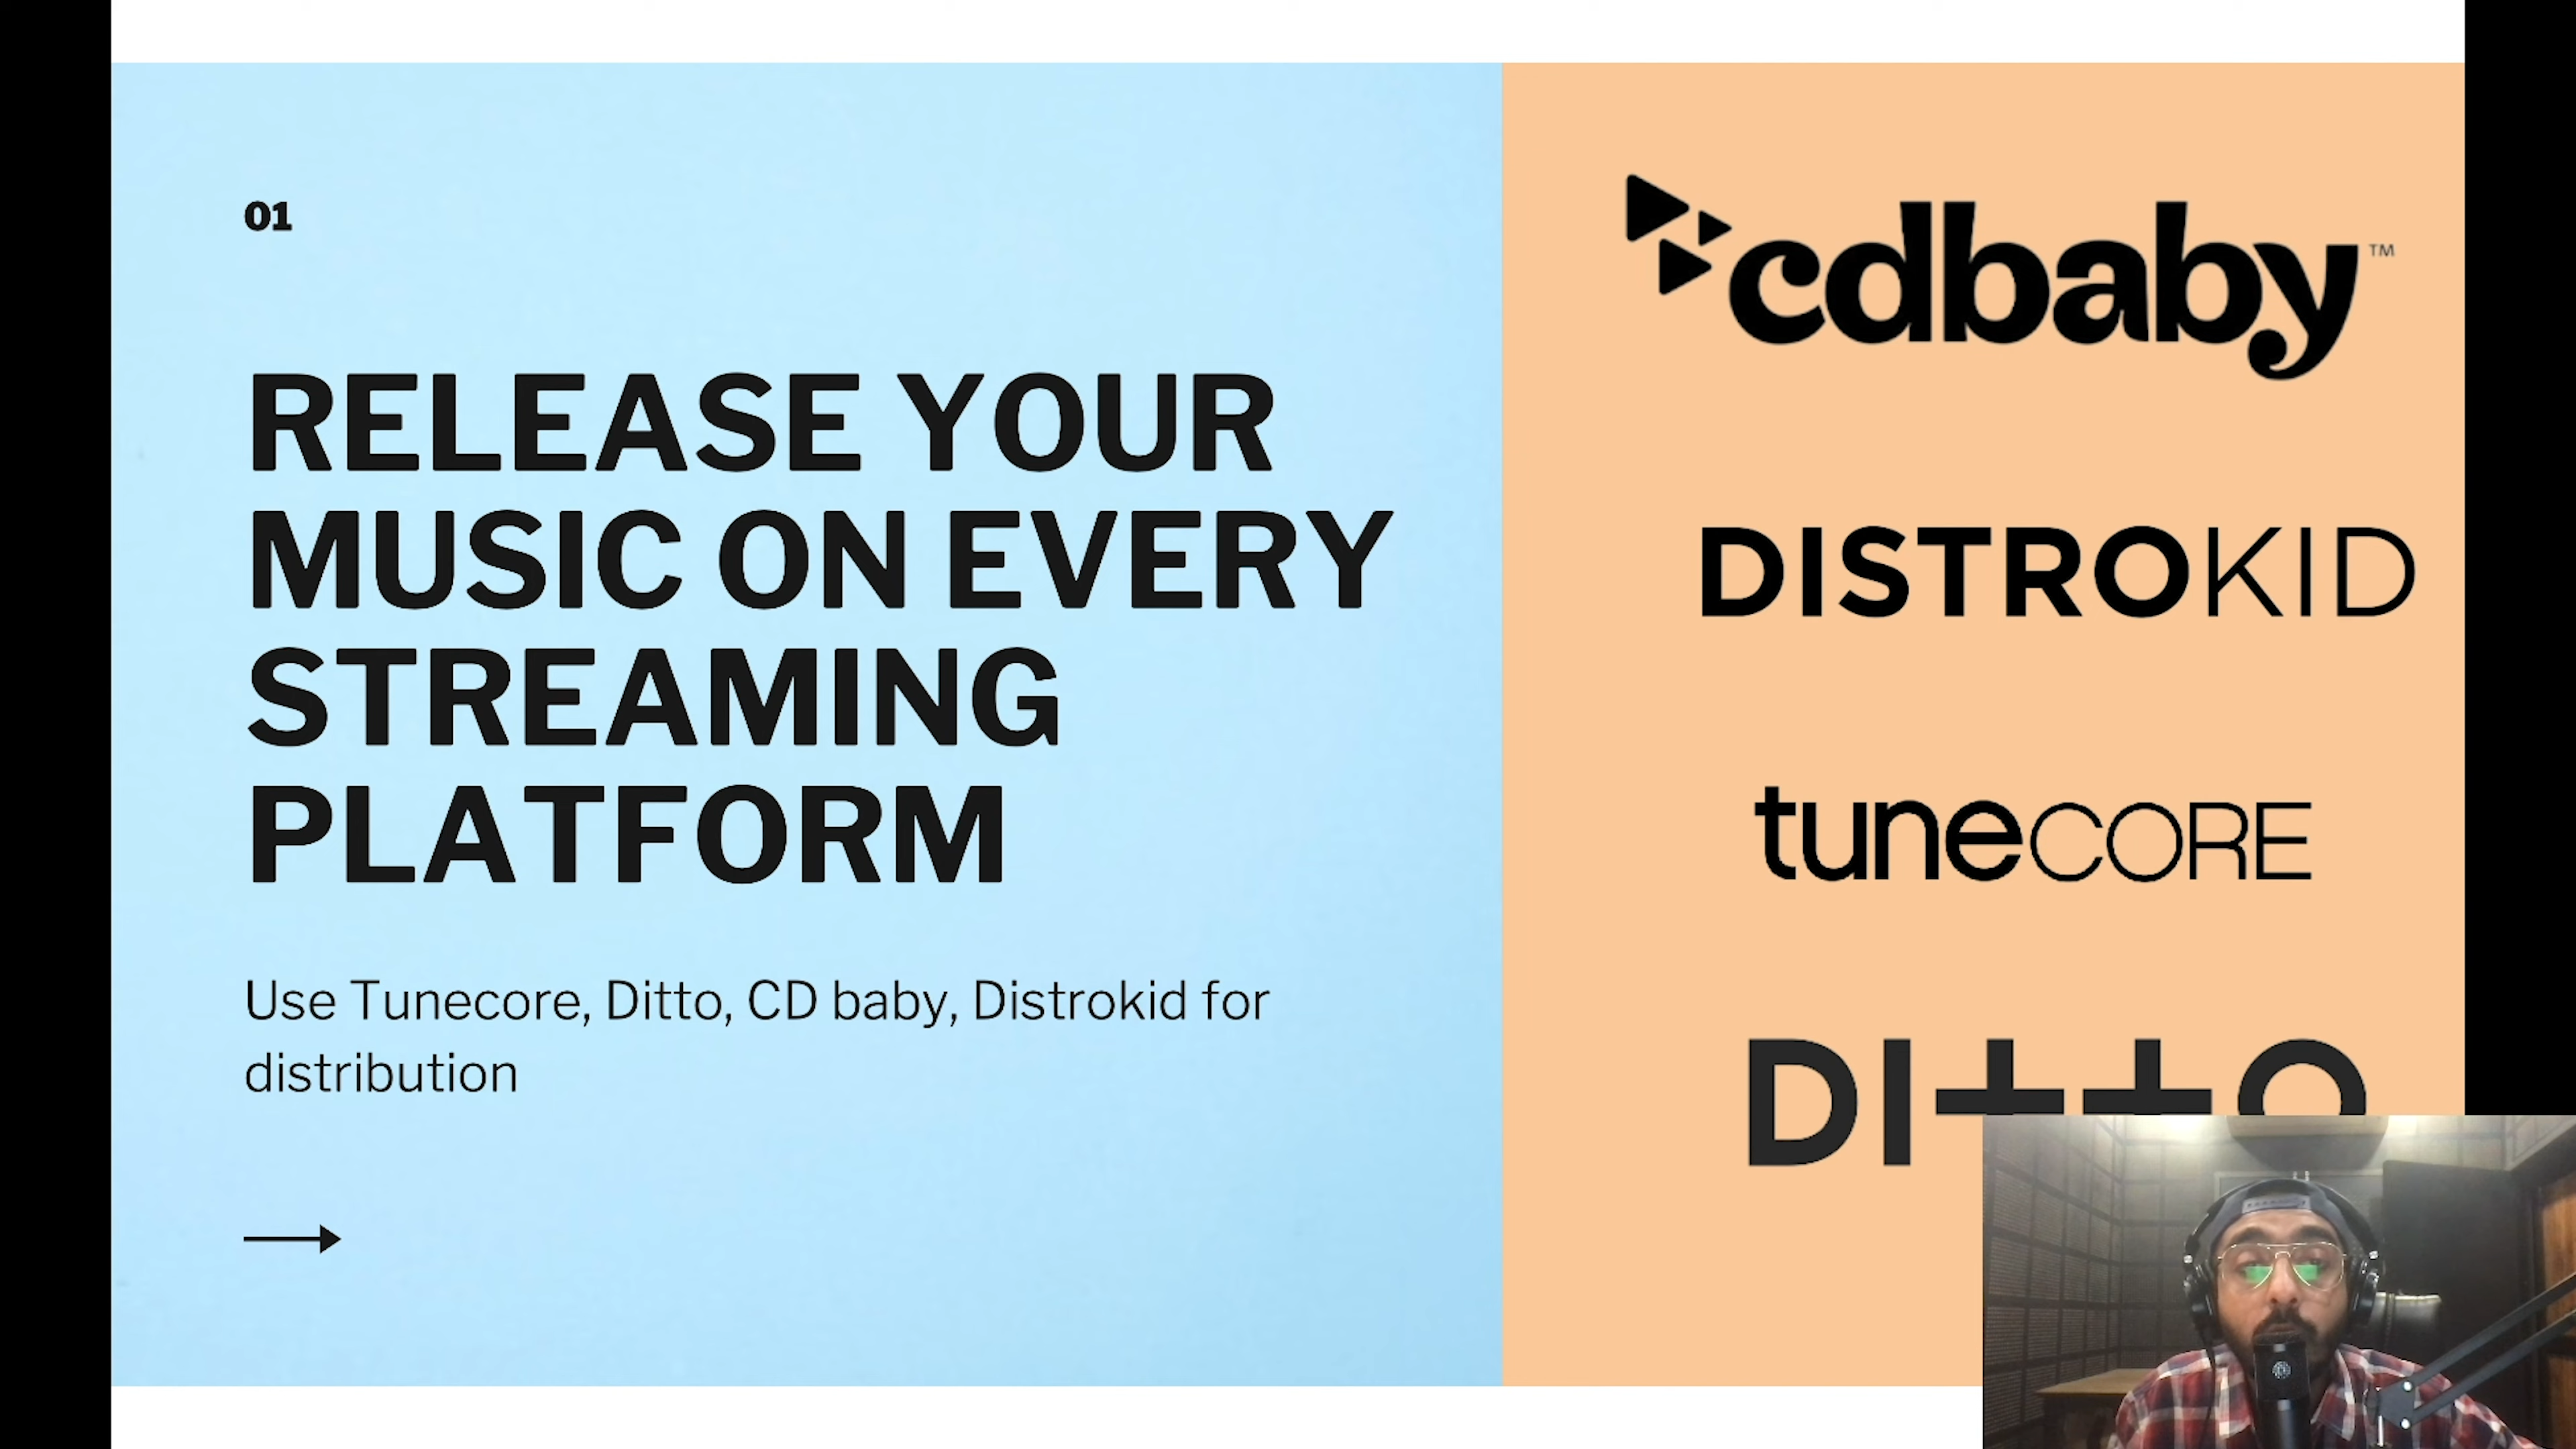 01
RELEASE YOUR
MUSIC ON EVERY
STREAMING
PLATFORM
Use Tunecore, Ditto, CD baby, Distrokid for
distribution
cdbaby™
DISTROKID
tunecore
DITTO